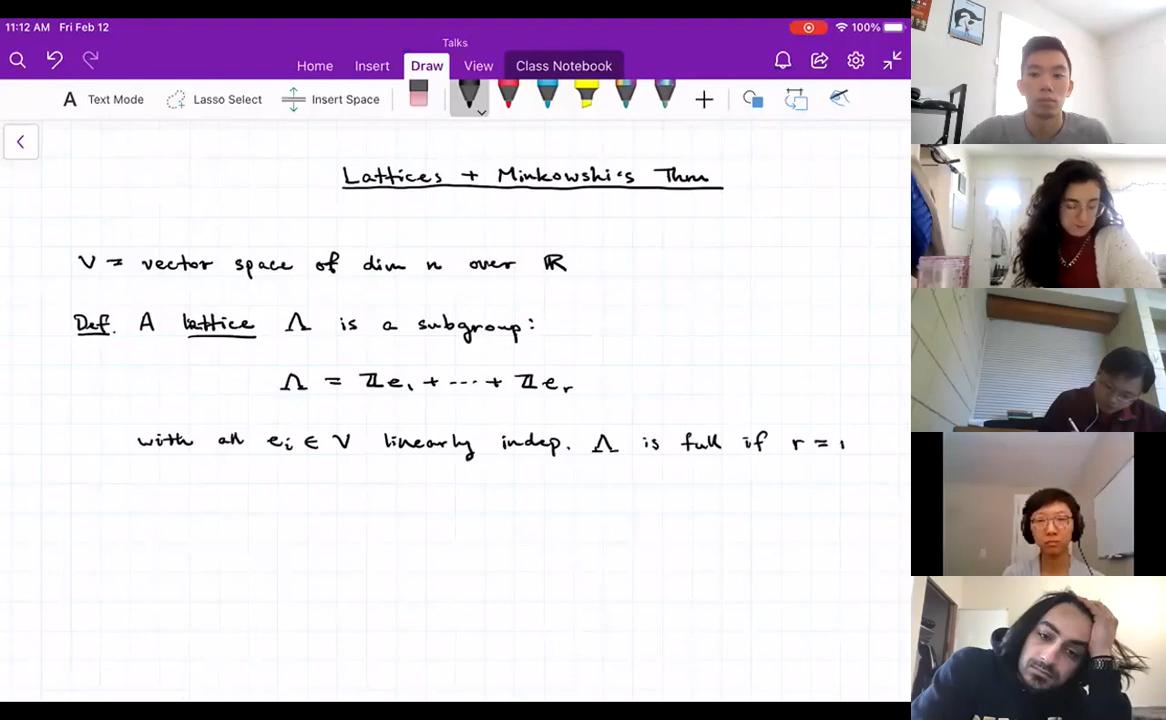 11:12 AM Fri Feb 12
100%
Talks
Home Insert Draw View Class Notebook
A Text Mode Lasso Select Insert Space
Lattices + Minkowski's Thm
V = vector space of dim n over ℝ
Def. A lattice Λ is a subgroup:
Λ = ℤe₁ + ··· + ℤeᵣ
with all eᵢ ∈ V linearly indep. Λ is full if r =